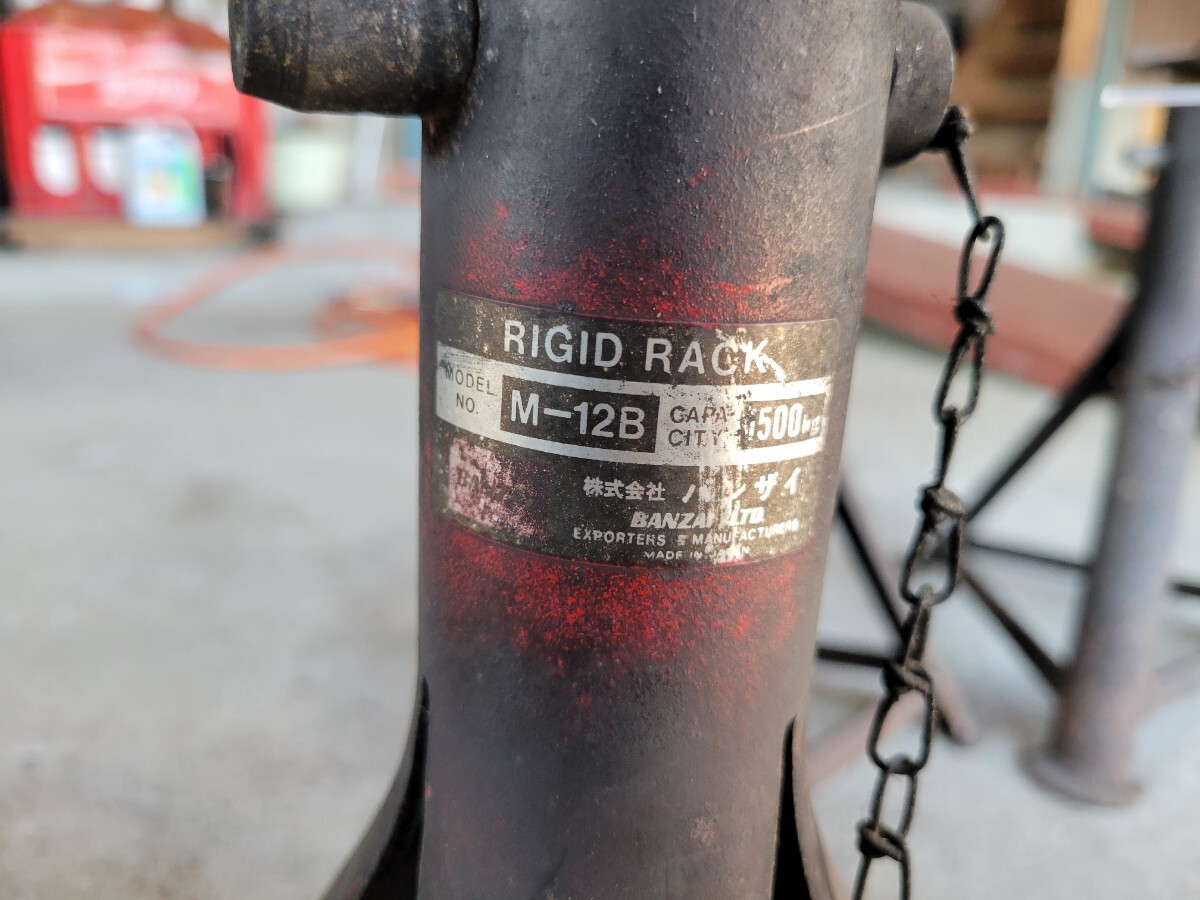 RIGID RACK
MODEL NO. M-12B CAPACITY 1500kg
株式会社 バンザイ
BANZAI LTD.
EXPORTERS & MANUFACTURERS
MADE IN JAPAN